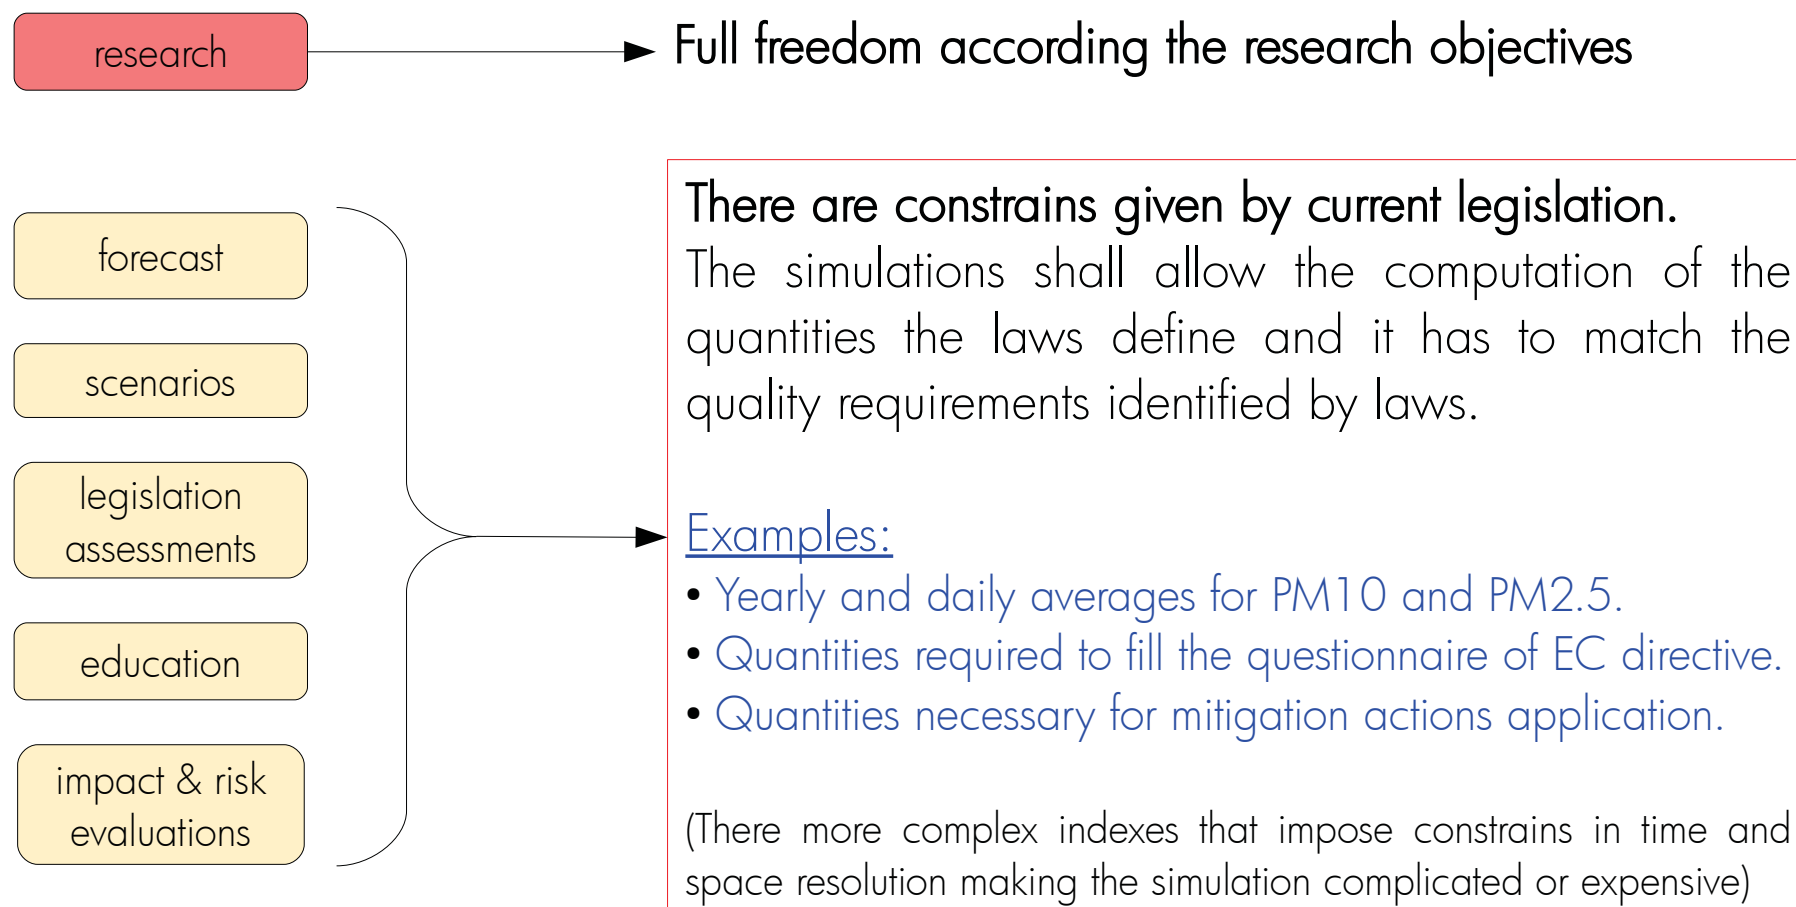 research
Full freedom according the research objectives
forecast
scenarios
legislation
assessments
education
impact & risk
evaluations
There are constrains given by current legislation.
The simulations shall allow the computation of the
quantities the laws define and it has to match the
quality requirements identified by laws.
Examples:
• Yearly and daily averages for PM10 and PM2.5.
• Quantities required to fill the questionnaire of EC directive.
• Quantities necessary for mitigation actions application.
(There more complex indexes that impose constrains in time and
space resolution making the simulation complicated or expensive)